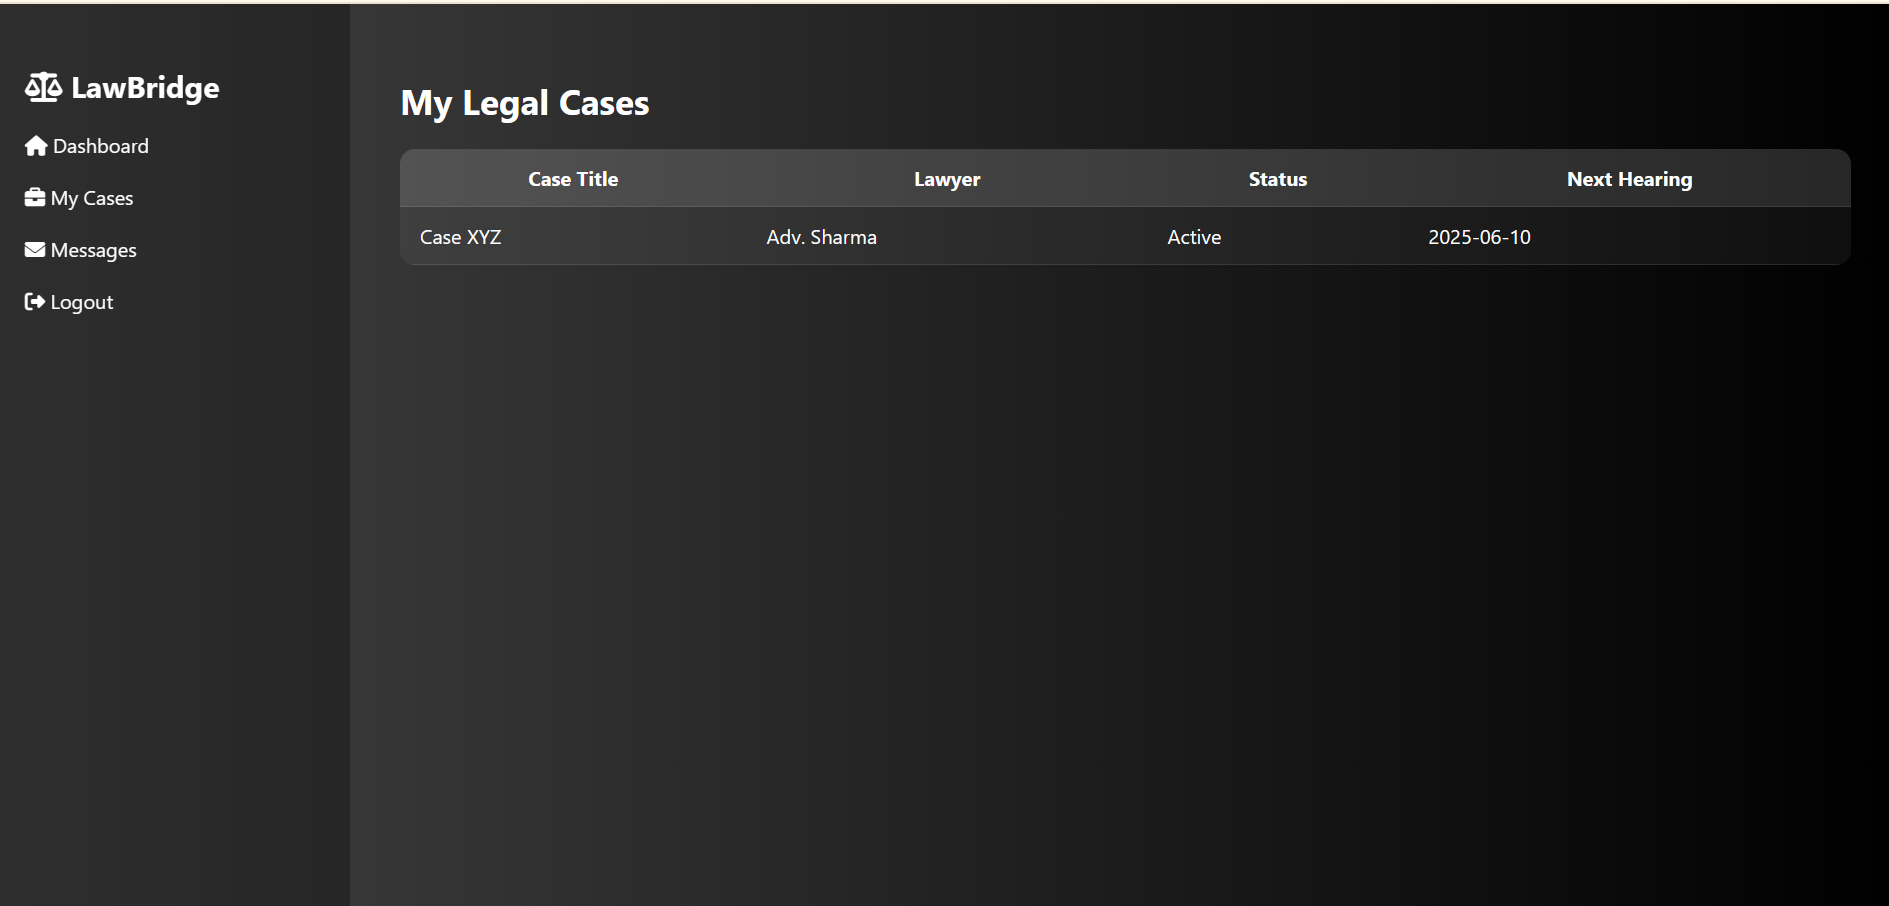 LawBridge
Dashboard
My Cases
Messages
Logout
My Legal Cases
Case Title Lawyer Status Next Hearing
Case XYZ Adv. Sharma Active 2025-06-10